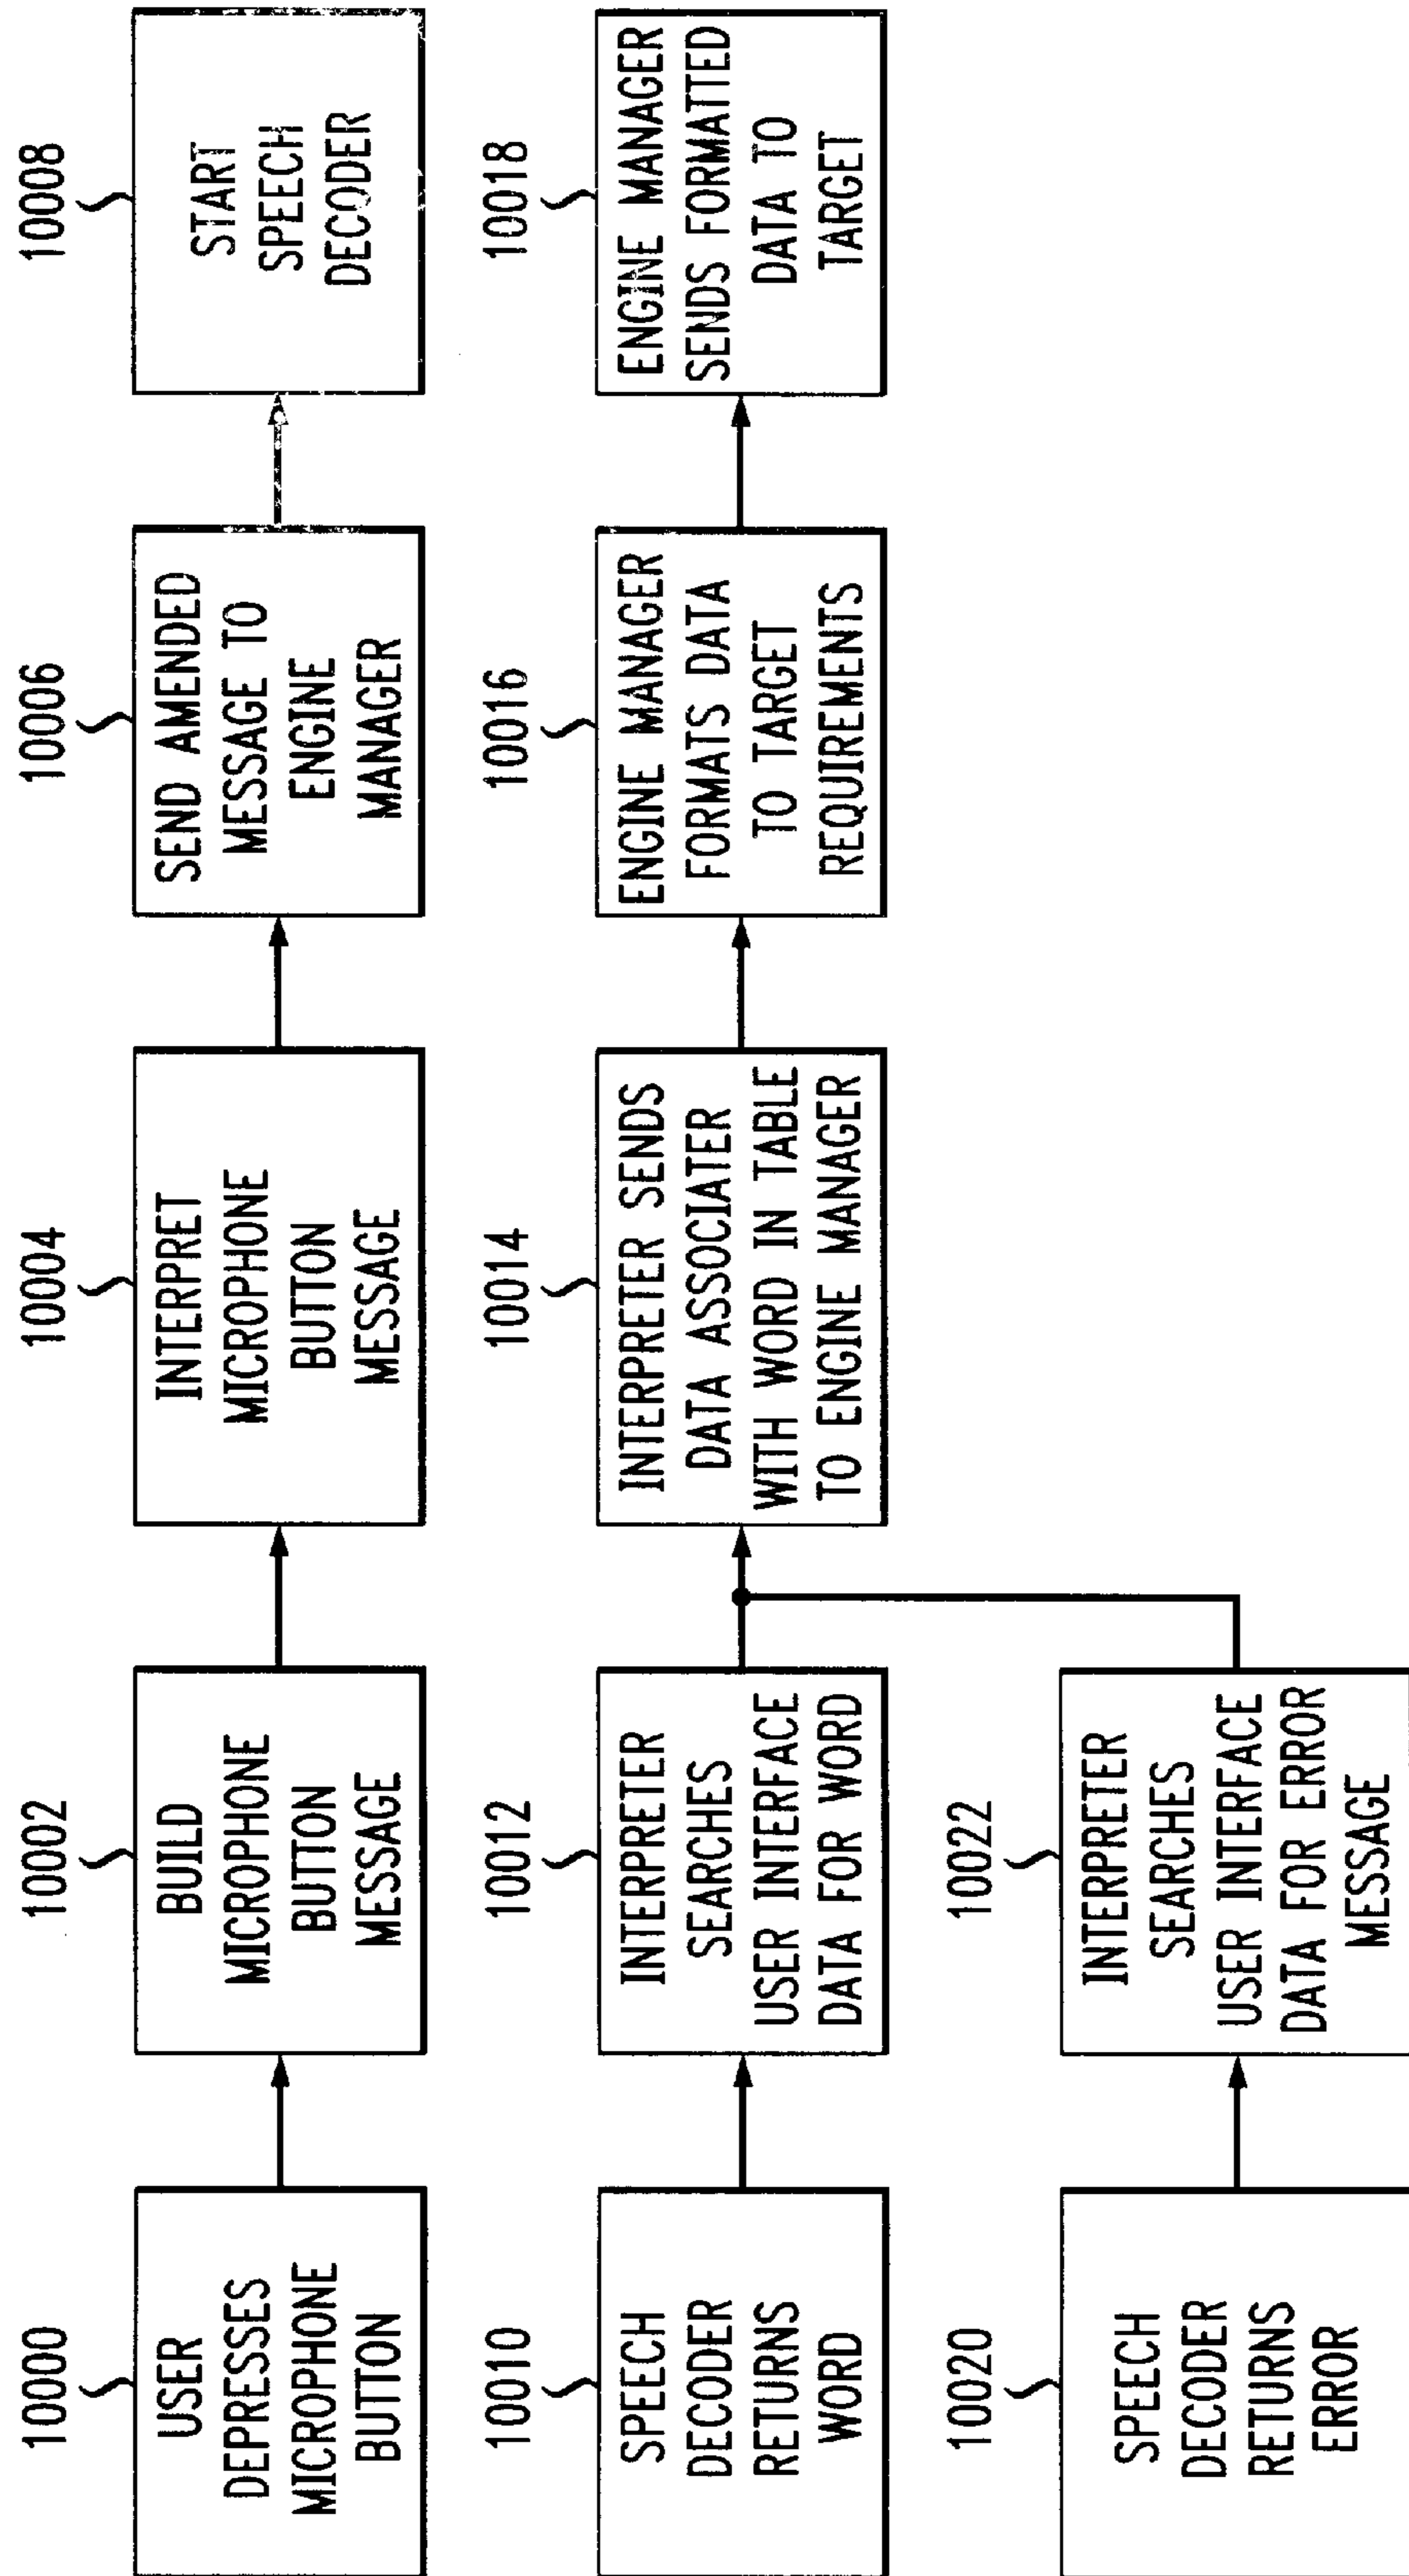 10000
USER
DEPRESSES
MICROPHONE
BUTTON
10002
BUILD
MICROPHONE
BUTTON
MESSAGE
10004
INTERPRET
MICROPHONE
BUTTON
MESSAGE
10006
SEND AMENDED
MESSAGE TO
ENGINE
MANAGER
10008
START
SPEECH
DECODER
10010
SPEECH
DECODER
RETURNS
WORD
10012
INTERPRETER
SEARCHES
USER INTERFACE
DATA FOR WORD
10014
INTERPRETER SENDS
DATA ASSOCIATER
WITH WORD IN TABLE
TO ENGINE MANAGER
10016
ENGINE MANAGER
FORMATS DATA
TO TARGET
REQUIREMENTS
10018
ENGINE MANAGER
SENDS FORMATTED
DATA TO
TARGET
10020
SPEECH
DECODER
RETURNS
ERROR
10022
INTERPRETER
SEARCHES
USER INTERFACE
DATA FOR ERROR
MESSAGE